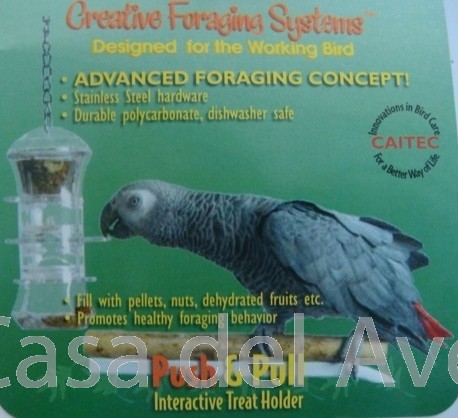 Creative Foraging Systems™
Designed for the Working Bird
• ADVANCED FORAGING CONCEPT!
• Stainless Steel hardware
• Durable polycarbonate, dishwasher safe
Innovations in Bird Care
CAITEC
For a Better Way of Life
• Fill with pellets, nuts, dehydrated fruits etc.
• Promotes healthy foraging behavior
Casa del Ave
Push & Pull
Interactive Treat Holder